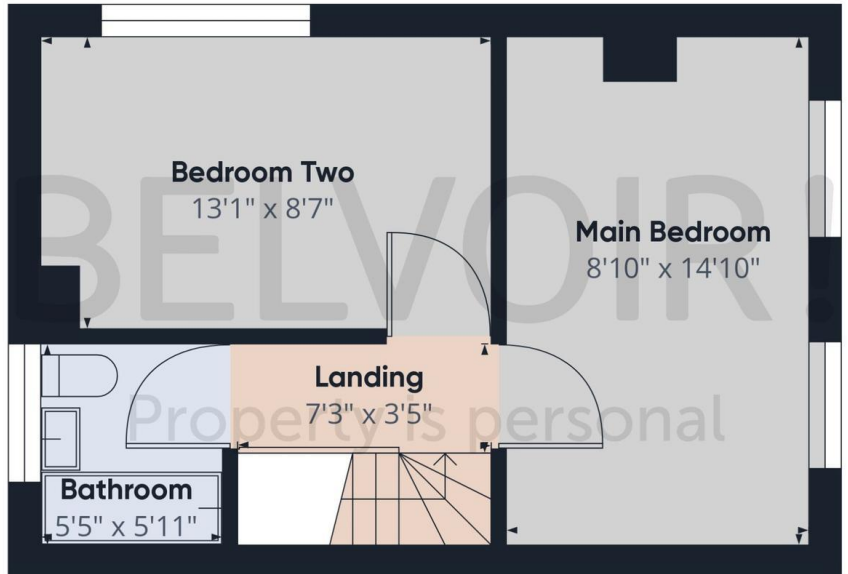 Bedroom Two
13'1" x 8'7"
Main Bedroom
8'10" x 14'10"
BELVOIR!
Landing
7'3" x 3'5"
Property is personal
Bathroom
5'5" x 5'11"